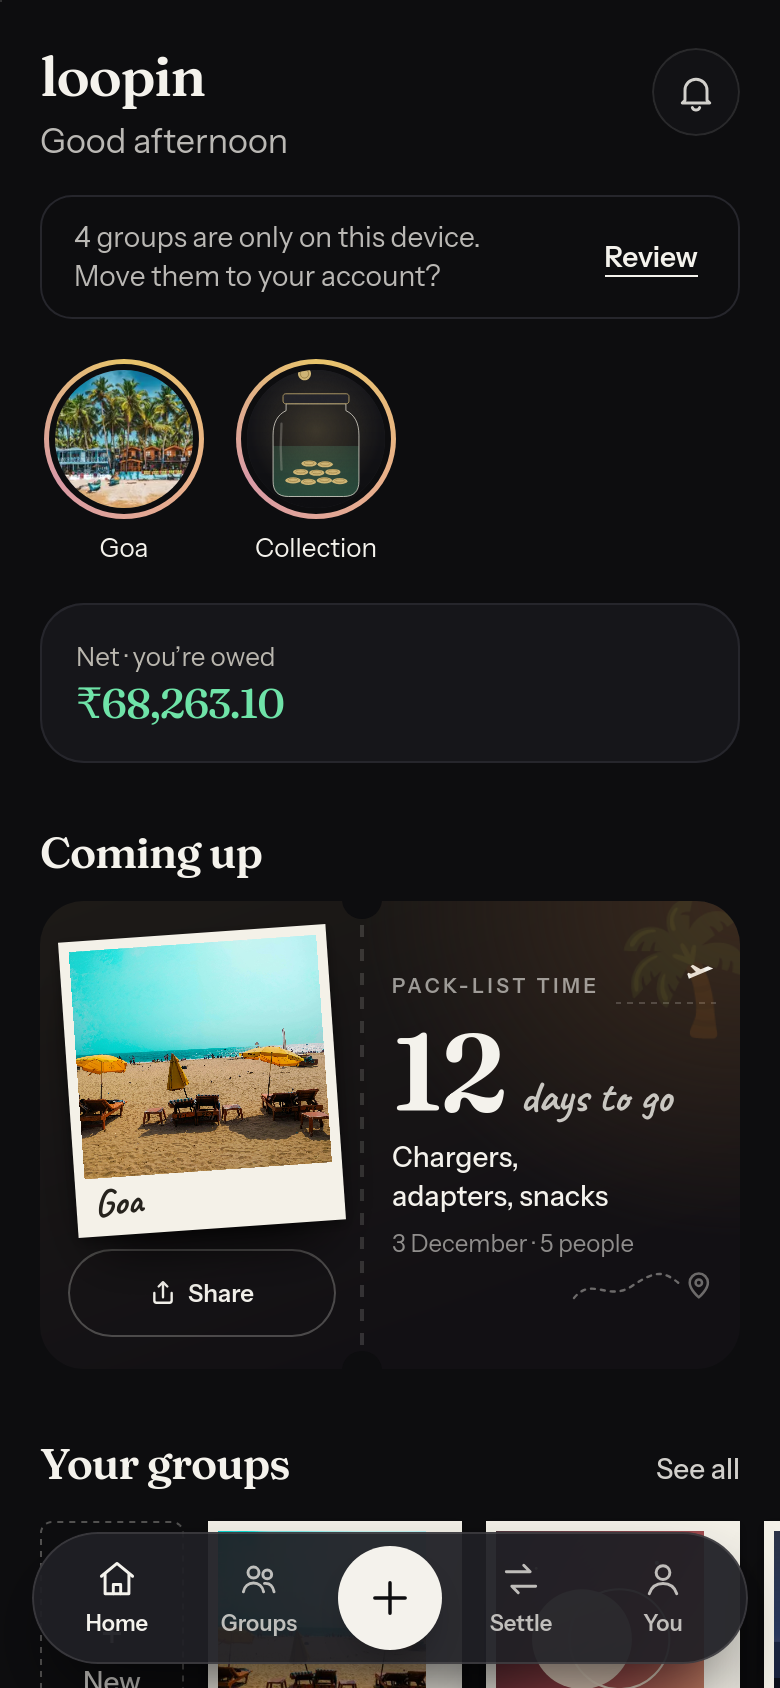 loopin
Good afternoon
4 groups are only on this device.
Move them to your account?
Review
Goa
Collection
Net · you’re owed
₹68,263.10
Coming up
PACK-LIST TIME
12 days to go
Chargers,
adapters, snacks
3 December · 5 people
Goa
Share
Your groups
See all
Home
Groups
Settle
You
New